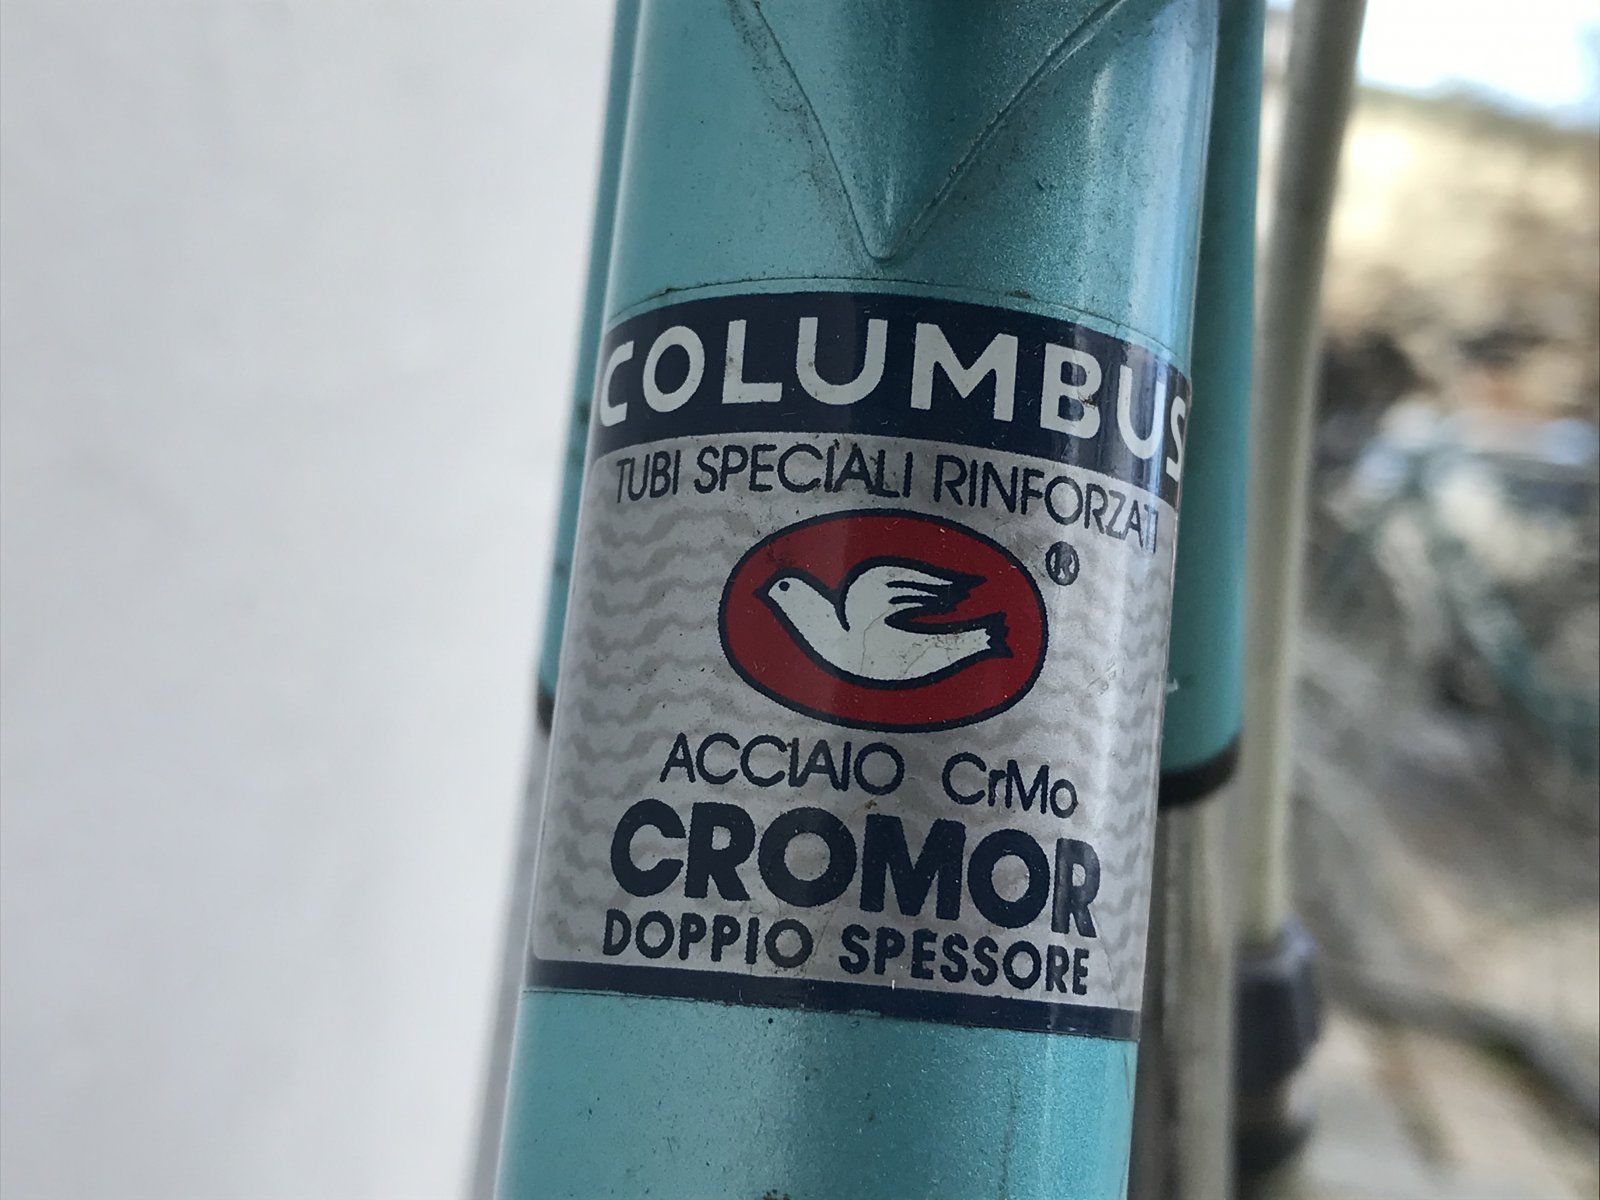 COLUMBUS
TUBI SPECIALI RINFORZATI
®
ACCIAIO CrMo
CROMOR
DOPPIO SPESSORE